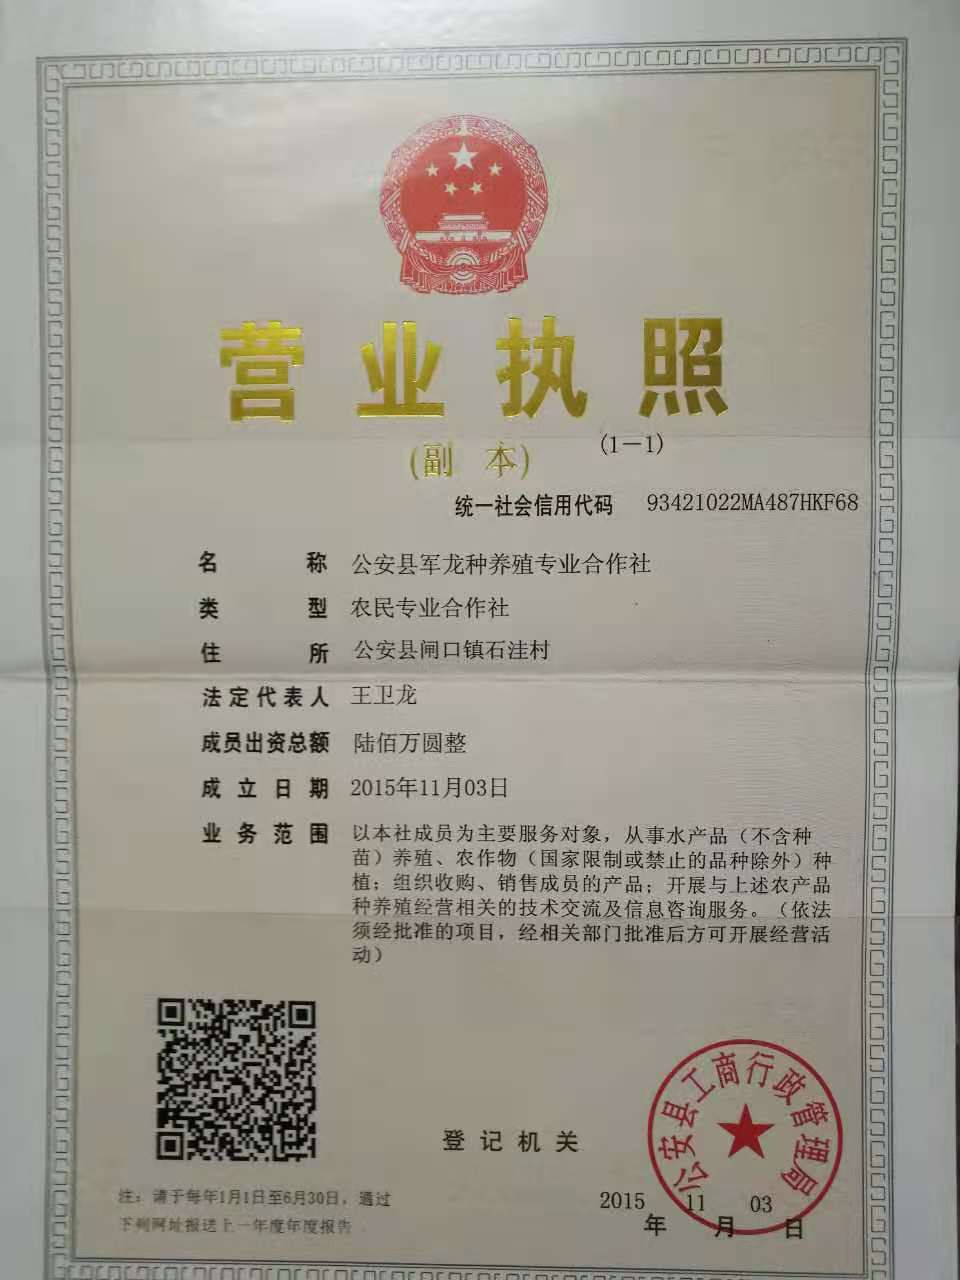 营业执照
(副 本)
(1-1)
统一社会信用代码 93421022MA487HKF68
名 称 公安县军龙种养殖专业合作社
类 型 农民专业合作社
住 所 公安县闸口镇石洼村
法定代表人 王卫龙
成员出资总额 陆佰万圆整
成立日期 2015年11月03日
业务范围 以本社成员为主要服务对象，从事水产品（不含种
苗）养殖、农作物（国家限制或禁止的品种除外）种
植；组织收购、销售成员的产品；开展与上述农产品
种养殖经营相关的技术交流及信息咨询服务。（依法
须经批准的项目，经相关部门批准后方可开展经营活
动）
公安县工商行政管理局
登记机关
2015 年 11 月 03 日
注：请于每年1月1日至6月30日，通过
下列网址报送上一年度年度报告